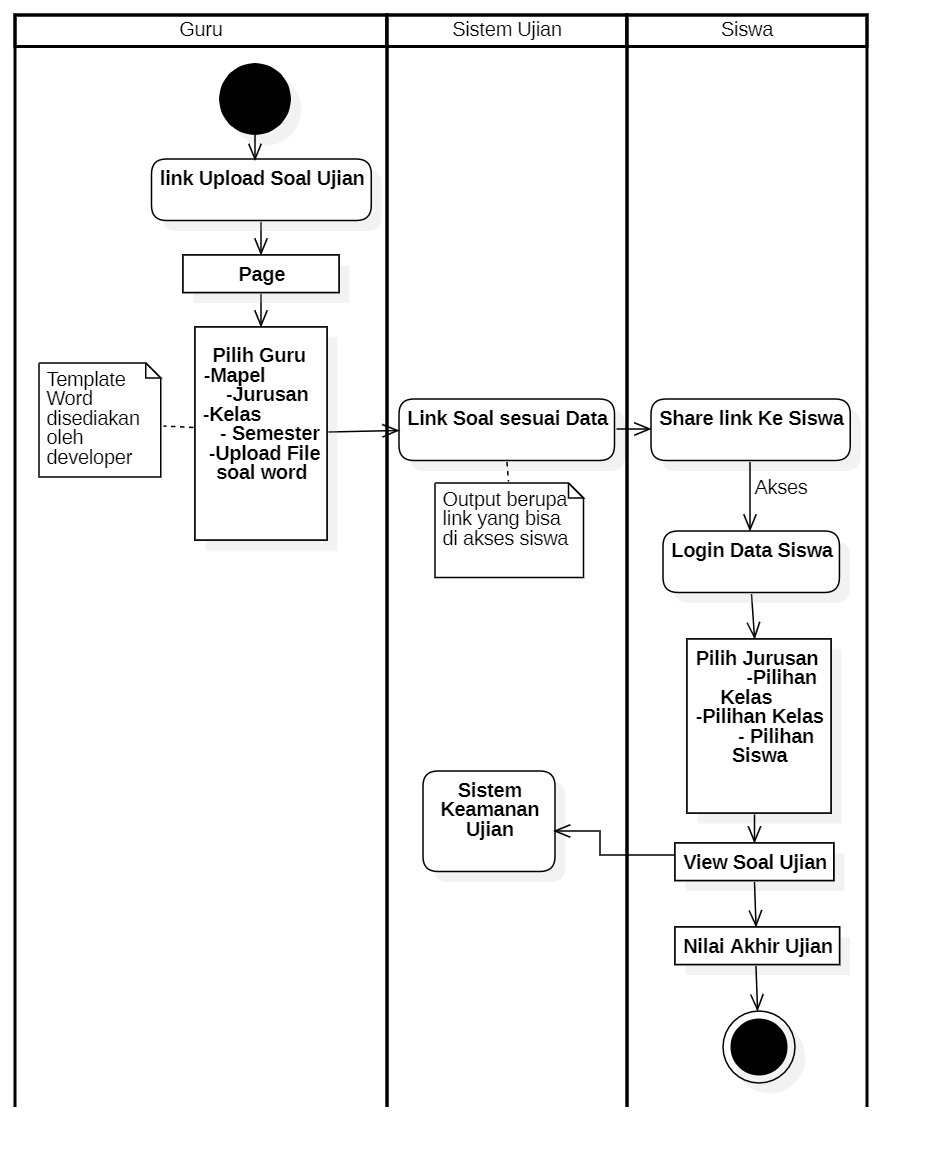 Guru
Sistem Ujian
Siswa
link Upload Soal Ujian
Page
Pilih Guru
-Mapel
-Jurusan
-Kelas
- Semester
-Upload File
soal word
Template
Word
disediakan
oleh
developer
Link Soal sesuai Data
Output berupa
link yang bisa
di akses siswa
Share link Ke Siswa
Akses
Login Data Siswa
Pilih Jurusan
-Pilihan
Kelas
-Pilihan Kelas
- Pilihan
Siswa
View Soal Ujian
Sistem
Keamanan
Ujian
Nilai Akhir Ujian